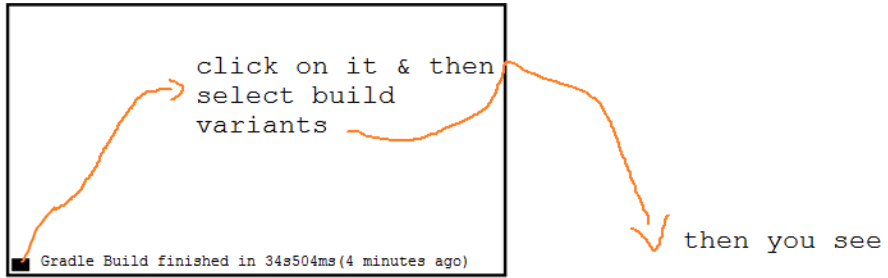 click on it & then
select build
variants
then you see
Gradle Build finished in 34s504ms(4 minutes ago)